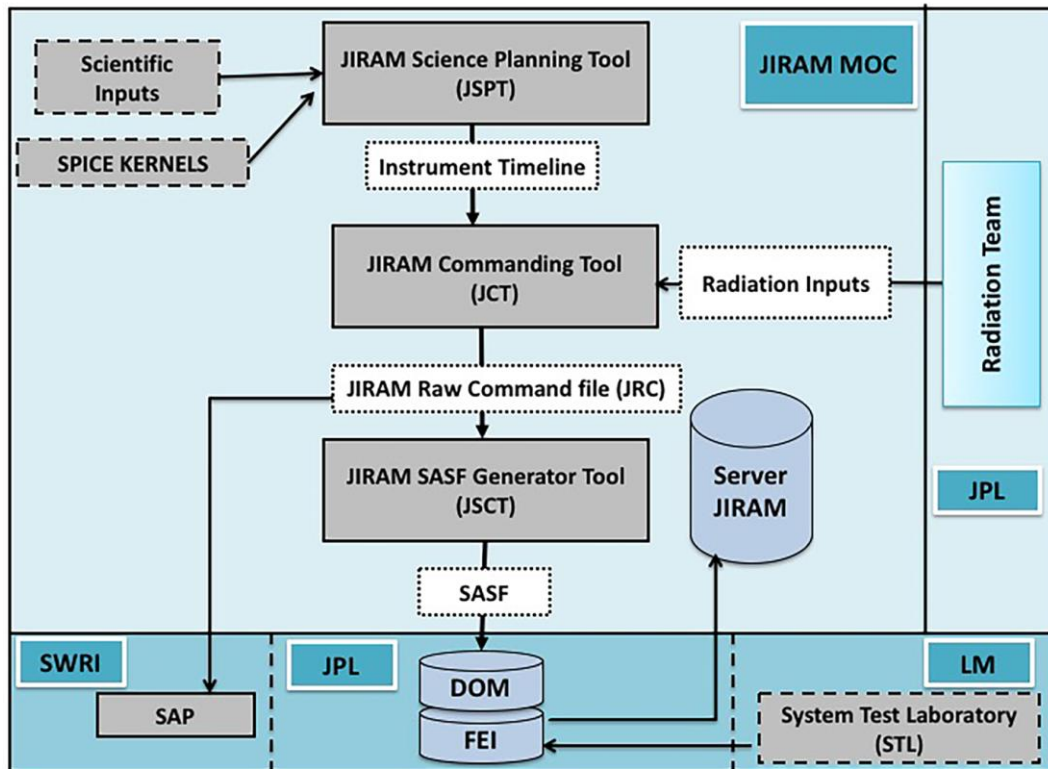 JIRAM Science Planning Tool
(JSPT)
JIRAM MOC
Scientific
Inputs
SPICE KERNELS
Instrument Timeline
JIRAM Commanding Tool
(JCT)
Radiation Inputs
Radiation Team
JIRAM Raw Command file (JRC)
JIRAM SASF Generator Tool
(JSCT)
Server
JIRAM
JPL
SASF
SWRI
JPL
LM
SAP
DOM
FEI
System Test Laboratory
(STL)